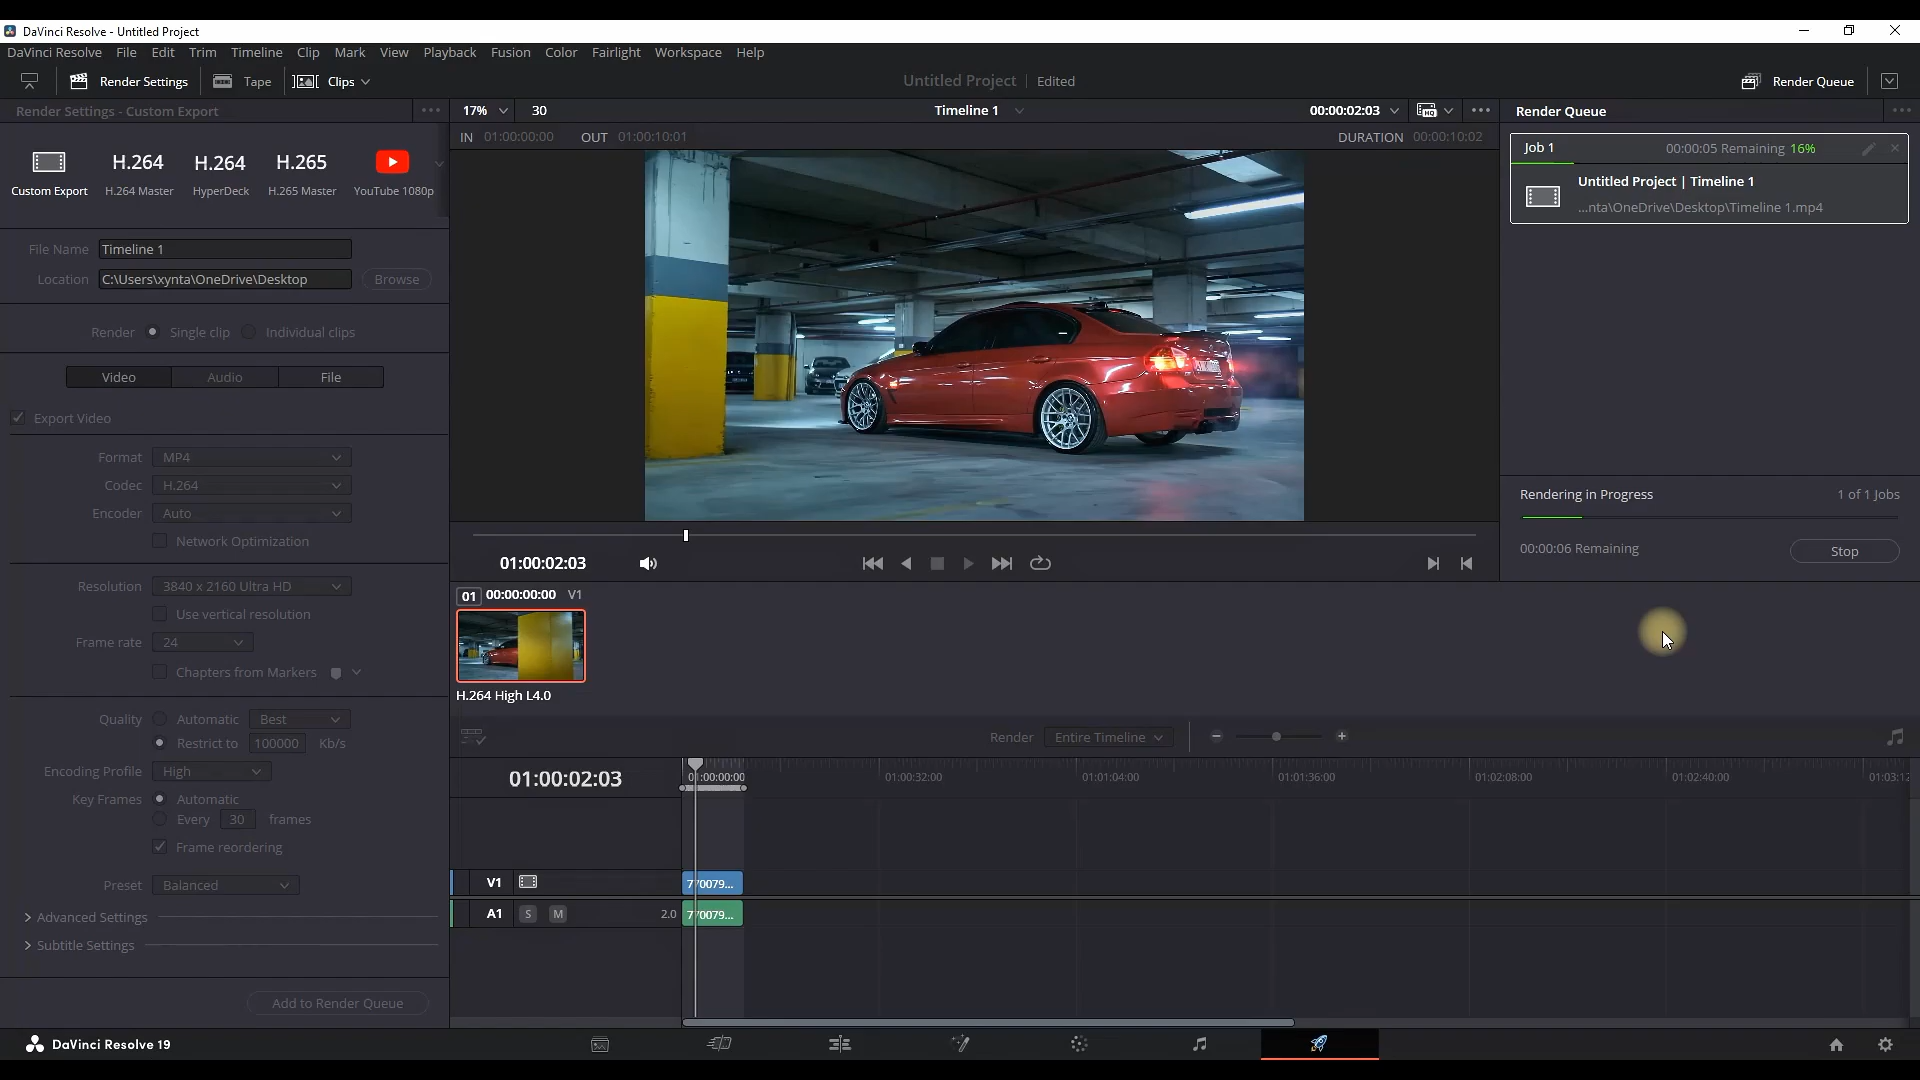 DaVinci Resolve - Untitled Project
DaVinci Resolve File Edit Trim Timeline Clip Mark View Playback Fusion Color Fairlight Workspace Help
Render Settings Tape Clips Untitled Project Edited Render Queue
Render Settings - Custom Export
17% 30 Timeline 1 00:00:02:03
Render Queue
IN 01:00:00:00 OUT 01:00:10:01 DURATION 00:00:10:02
H.264 H.264 H.265
Custom Export H.264 Master HyperDeck H.265 Master YouTube 1080p
Job 1 00:00:05 Remaining 16%
Untitled Project | Timeline 1
...nta\OneDrive\Desktop\Timeline 1.mp4
File Name Timeline 1
Location C:\Users\xynta\OneDrive\Desktop Browse
Render Single clip Individual clips
Video Audio File
Export Video
Format MP4
Codec H.264
Encoder Auto
Network Optimization
Resolution 3840 x 2160 Ultra HD
Use vertical resolution
Frame rate 24
Chapters from Markers
Quality Automatic Best
Restrict to 100000 Kb/s
Encoding Profile High
Key Frames Automatic
Every 30 frames
Frame reordering
Preset Balanced
Advanced Settings
Subtitle Settings
Add to Render Queue
Rendering in Progress 1 of 1 Jobs
00:00:06 Remaining Stop
01:00:02:03
01 00:00:00:00 V1
H.264 High L4.0
Render Entire Timeline
01:00:02:03 01:00:00:00 01:00:32:00 01:01:04:00 01:01:36:00 01:02:08:00 01:02:40:00 01:03:12
V1 770079...
A1 S M 2.0 770079...
DaVinci Resolve 19